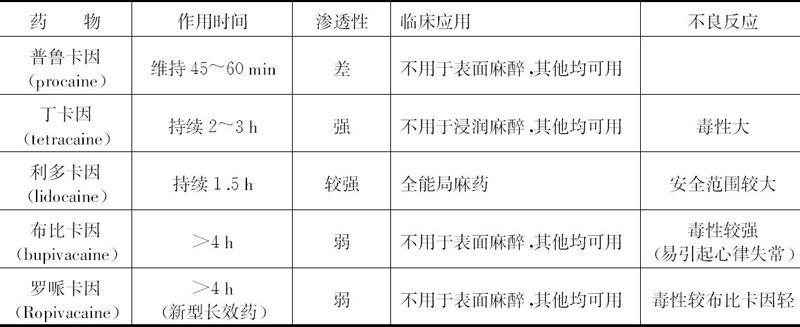 药 物 作用时间 渗透性 临床应用 不良反应
普鲁卡因
(procaine) 维持 45～60 min 差 不用于表面麻醉,其他均可用
丁卡因
(tetracaine) 持续 2～3 h 强 不用于浸润麻醉,其他均可用 毒性大
利多卡因
(lidocaine) 持续 1.5 h 较强 全能局麻药 安全范围较大
布比卡因
(bupivacaine) >4 h 弱 不用于表面麻醉,其他均可用 毒性较强
(易引起心律失常)
罗哌卡因
(Ropivacaine) >4 h
(新型长效药) 弱 不用于表面麻醉,其他均可用 毒性较布比卡因轻